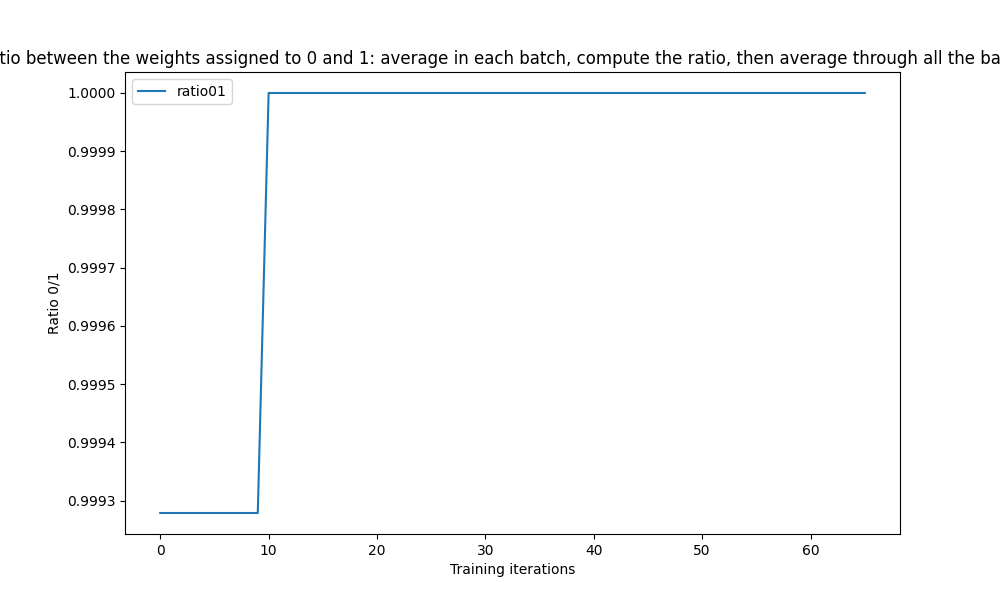 tio between the weights assigned to 0 and 1: average in each batch, compute the ratio, then average through all the ba
ratio01
1.0000
0.9999
0.9998
0.9997
0.9996
0.9995
0.9994
0.9993
Ratio 0/1
0 10 20 30 40 50 60
Training iterations